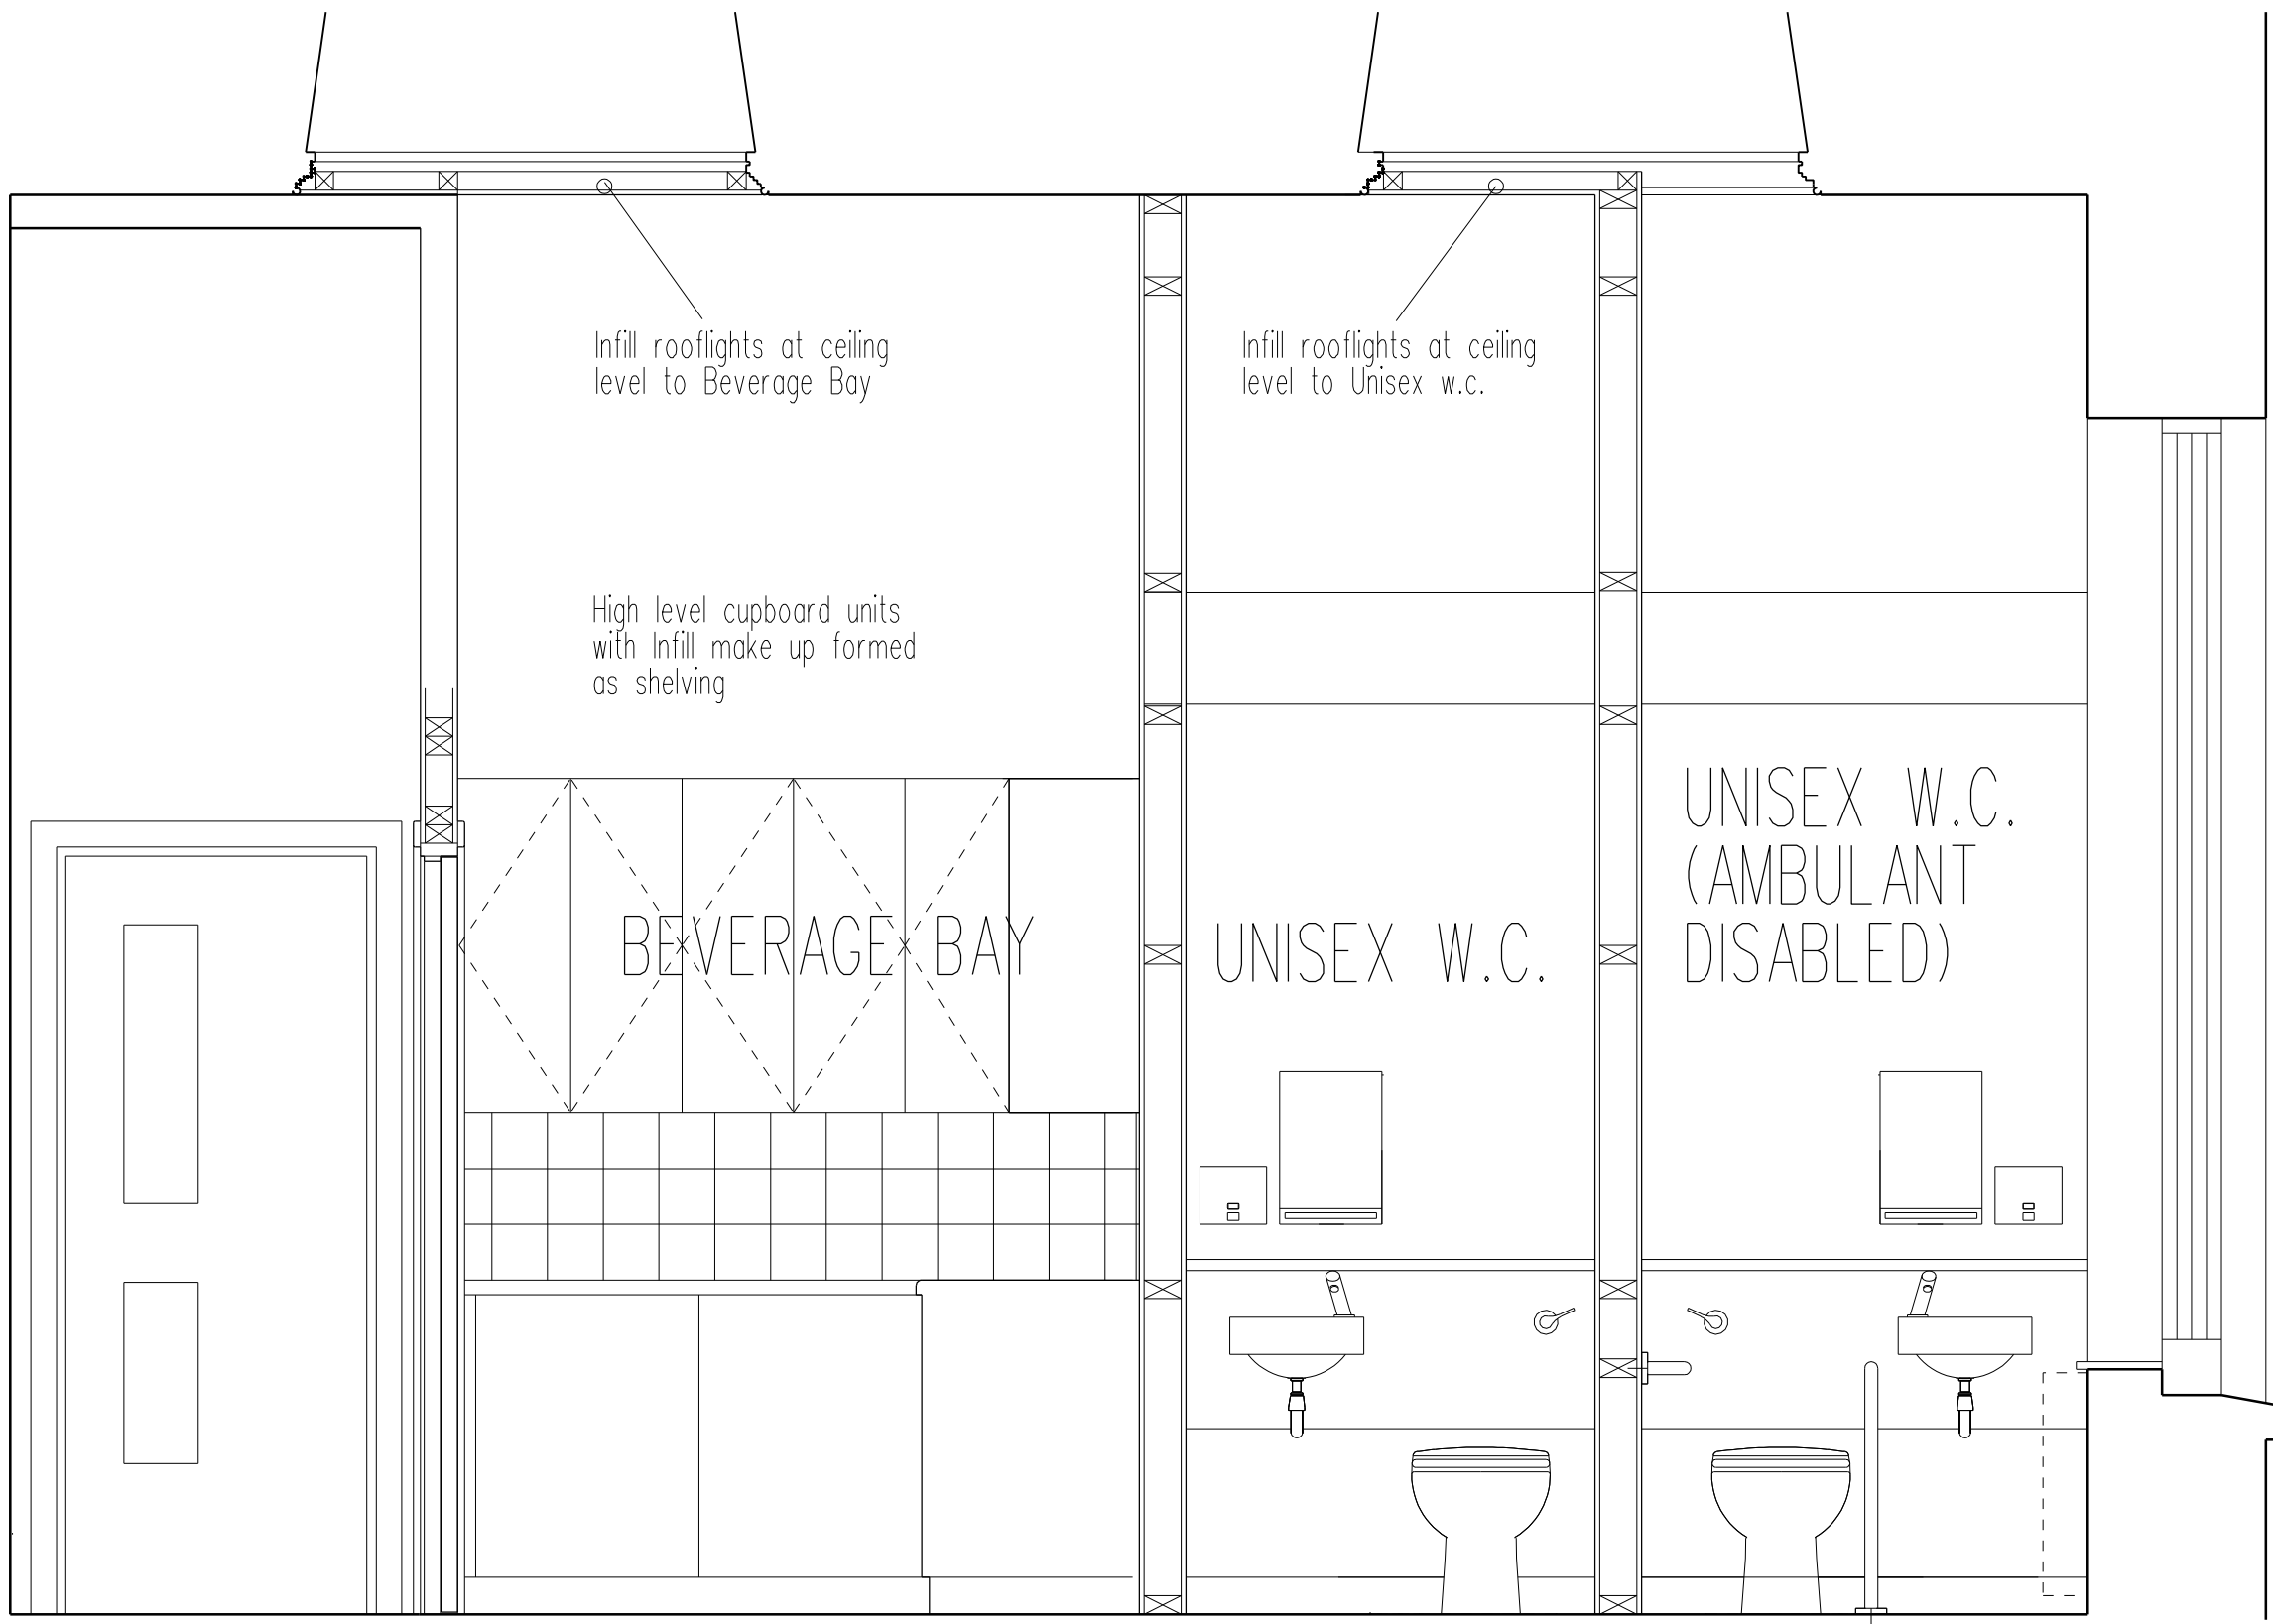 Infill rooflights at ceiling
level to Beverage Bay
Infill rooflights at ceiling
level to Unisex w.c.
High level cupboard units
with Infill make up formed
as shelving
BEVERAGE BAY
UNISEX W.C.
UNISEX W.C.
(AMBULANT
DISABLED)